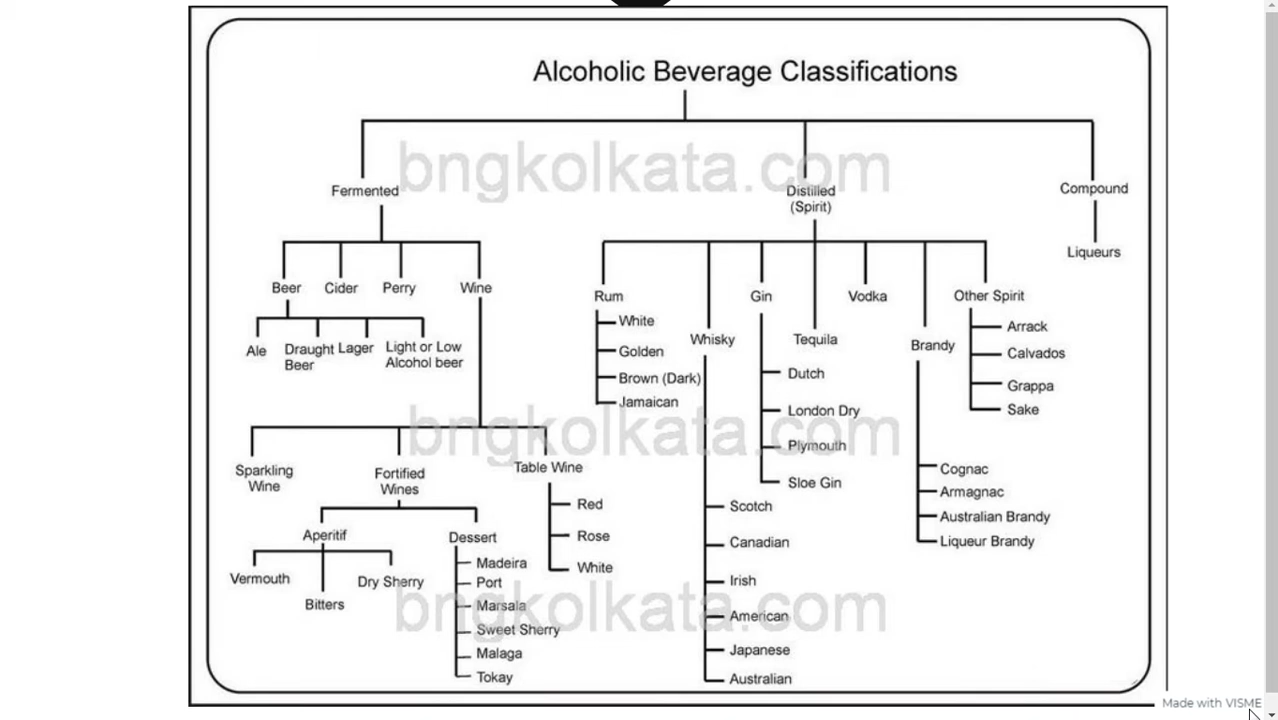 Alcoholic Beverage Classifications
bngkolkata.com
Fermented
Distilled
(Spirit)
Compound
Liqueurs
Beer
Cider
Perry
Wine
Rum
Gin
Vodka
Other Spirit
White
Golden
Brown (Dark)
Jamaican
Whisky
Tequila
Brandy
Arrack
Calvados
Grappa
Sake
Ale
Draught
Beer
Lager
Light or Low
Alcohol beer
Dutch
London Dry
Plymouth
Sloe Gin
bngkolkata.com
Sparkling
Wine
Fortified
Wines
Table Wine
Red
Rose
White
Cognac
Armagnac
Australian Brandy
Liqueur Brandy
Scotch
Canadian
Irish
American
Japanese
Australian
Aperitif
Dessert
Vermouth
Bitters
Dry Sherry
Madeira
Port
Marsala
Sweet Sherry
Malaga
Tokay
bngkolkata.com
Made with VISME